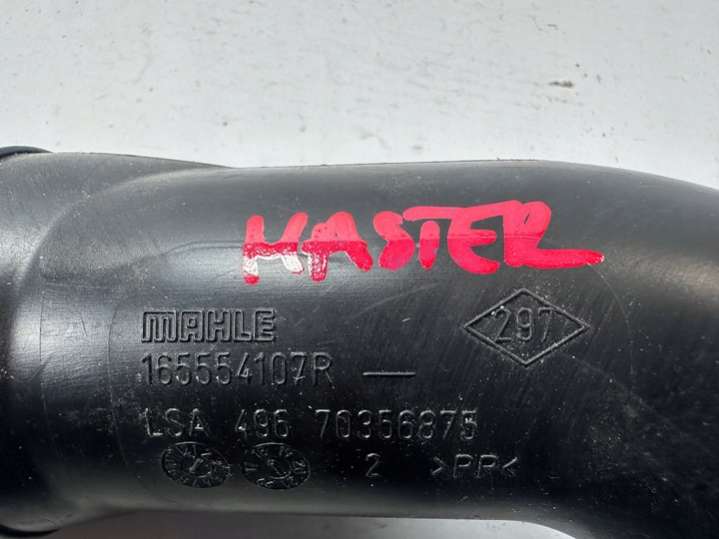 MASTER
MAHLE
297
165554107R —
LSA 496 70356875
2 >PP<